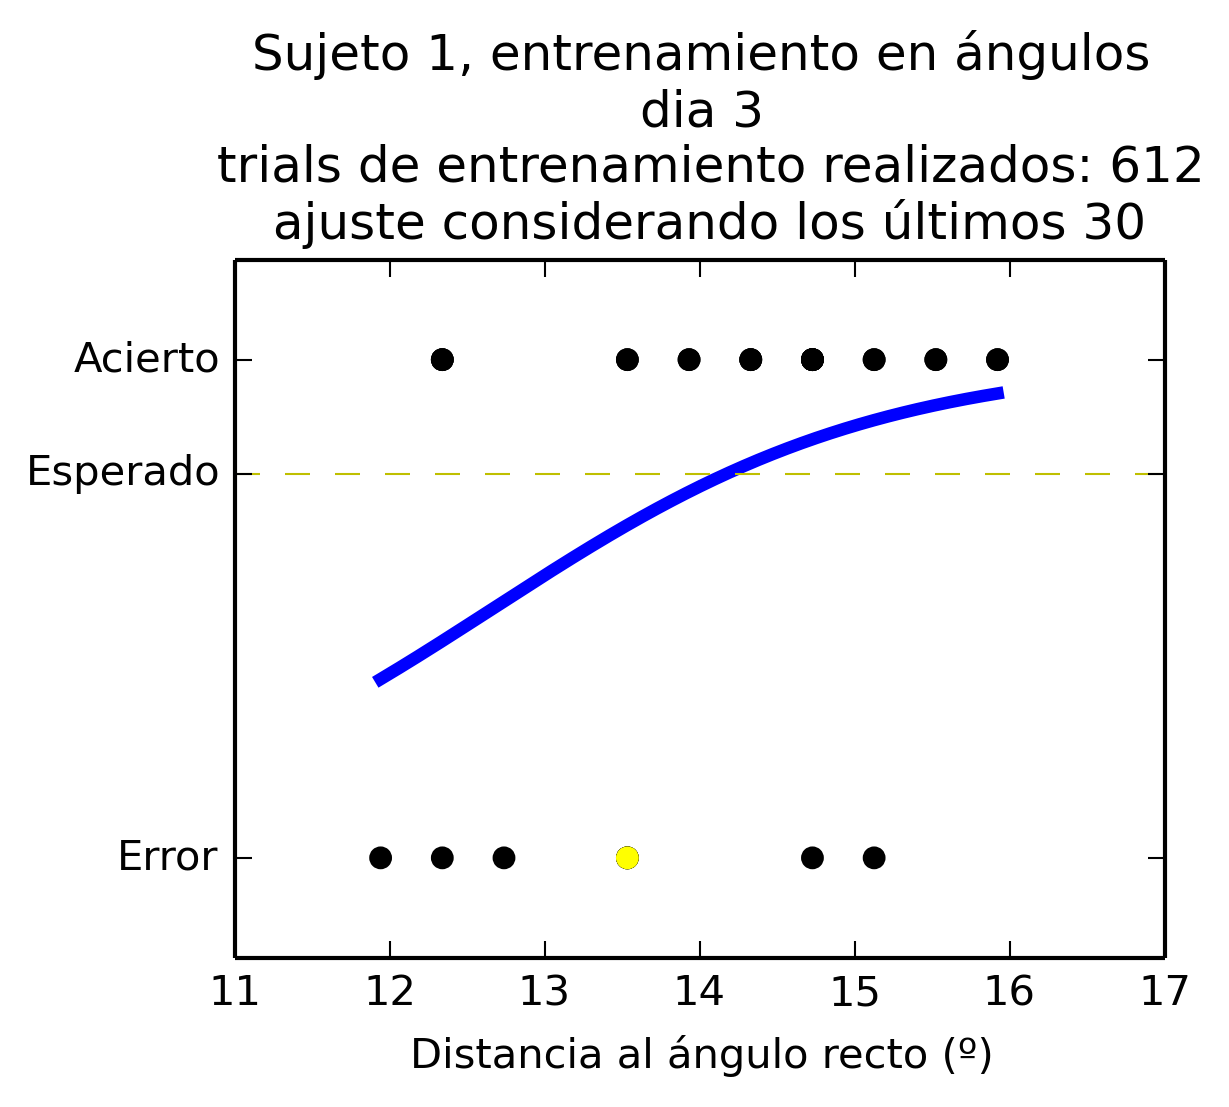 Sujeto 1, entrenamiento en ángulos
dia 3
trials de entrenamiento realizados: 612
ajuste considerando los últimos 30
Acierto
Esperado
Error
11 12 13 14 15 16 17
Distancia al ángulo recto (º)